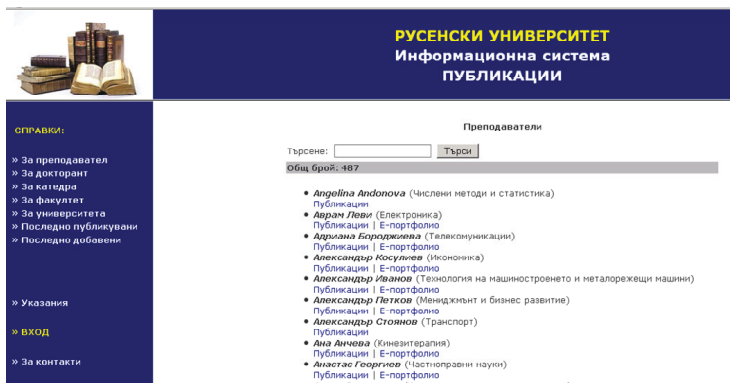 РУСЕНСКИ УНИВЕРСИТЕТ
Информационна система
ПУБЛИКАЦИИ
СПРАВКИ:
» За преподавател
» За докторант
» За катедра
» За факултет
» За университета
» Последно публикувани
» Последно добавени
» Указания
» ВХОД
» За контакти
Преподаватели
Търсене: Търси
Общ брой: 487
• Angelina Andonova (Числени методи и статистика)
Публикации
• Аврам Леви (Електроника)
Публикации | Е-портфолио
• Адриана Бороджиева (Телекомуникации)
Публикации | Е-портфолио
• Александър Косулиев (Икономика)
Публикации | Е-портфолио
• Александър Иванов (Технология на машиностроенето и металорежещи машини)
Публикации | Е-портфолио
• Александър Петков (Мениджмънт и бизнес развитие)
Публикации | Е-портфолио
• Александър Стоянов (Транспорт)
Публикации
• Ана Анчева (Кинезитерапия)
Публикации | Е-портфолио
• Анастас Георгиев (Частноправни науки)
Публикации | Е-портфолио